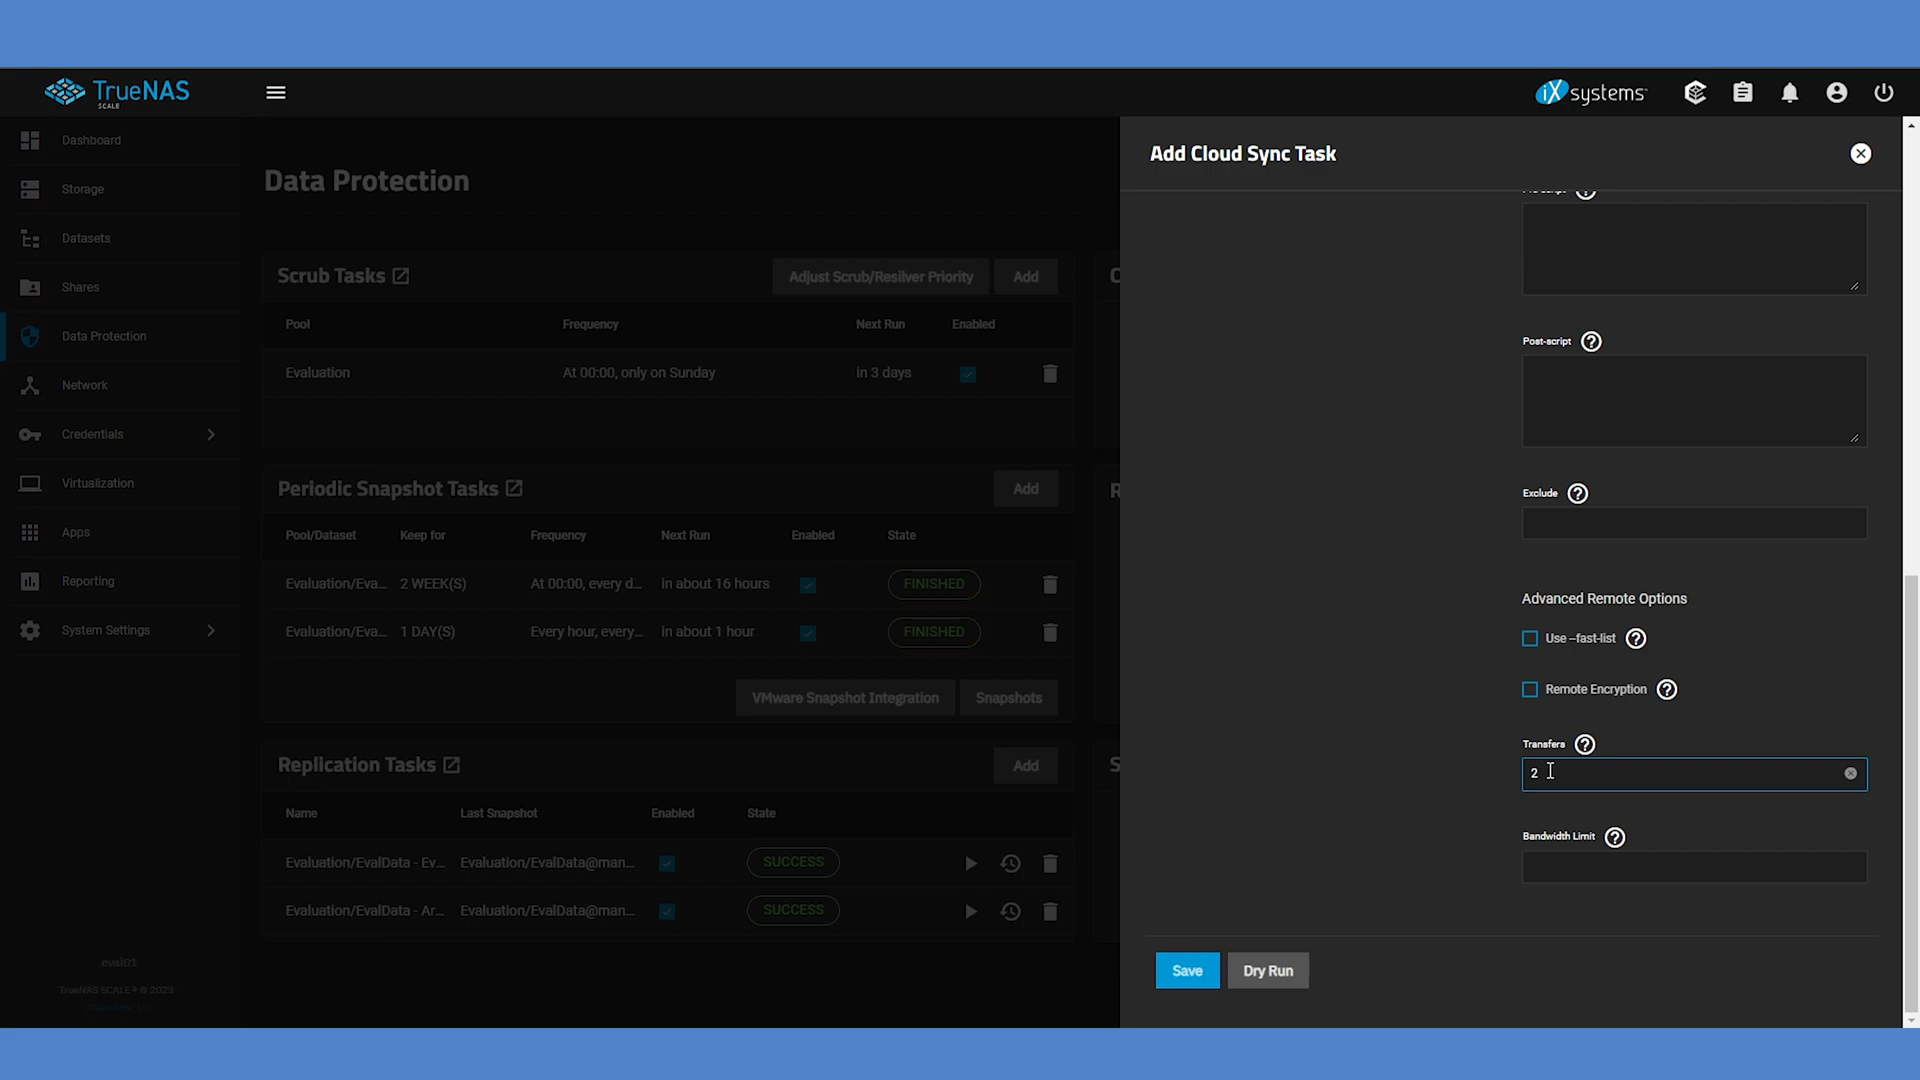 TrueNAS
SCALE
iXsystems
Dashboard
Storage
Datasets
Shares
Data Protection
Network
Credentials
Virtualization
Apps
Reporting
System Settings
eval01
TrueNAS SCALE ® © 2023
Data Protection
Scrub Tasks
Adjust Scrub/Resilver Priority
Add
Pool Frequency Next Run Enabled
Evaluation At 00:00, only on Sunday in 3 days
Periodic Snapshot Tasks
Add
Pool/Dataset Keep for Frequency Next Run Enabled State
Evaluation/Eva... 2 WEEK(S) At 00:00, every d... in about 16 hours FINISHED
Evaluation/Eva... 1 DAY(S) Every hour, every... in about 1 hour FINISHED
VMware Snapshot Integration
Snapshots
Replication Tasks
Add
Name Last Snapshot Enabled State
Evaluation/EvalData - Ev... Evaluation/EvalData@man... SUCCESS
Evaluation/EvalData - Ar... Evaluation/EvalData@man... SUCCESS
Add Cloud Sync Task
Post-script
Exclude
Advanced Remote Options
Use –fast-list
Remote Encryption
Transfers
2
Bandwidth Limit
Save
Dry Run